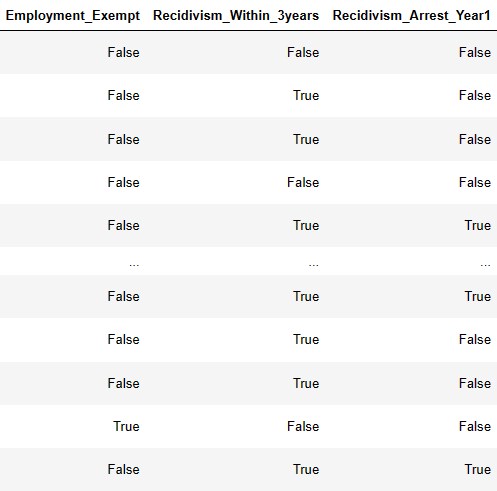 Employment_Exempt Recidivism_Within_3years Recidivism_Arrest_Year1
False False False
False True False
False True False
False False False
False True True
... ... ...
False True True
False True False
False True False
True False False
False True True